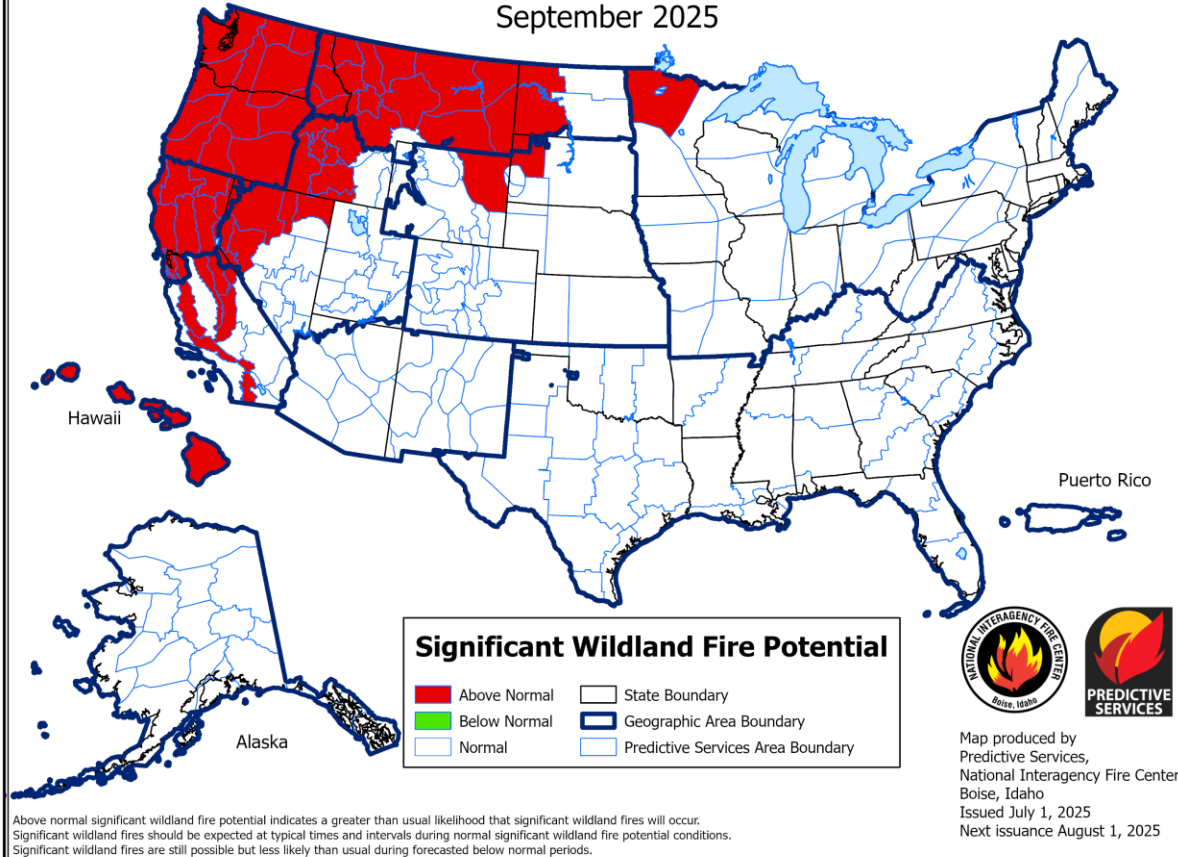 September 2025
Hawaii
Puerto Rico
Alaska
Significant Wildland Fire Potential
Above Normal
Below Normal
Normal
State Boundary
Geographic Area Boundary
Predictive Services Area Boundary
NATIONAL INTERAGENCY FIRE CENTER
Boise, Idaho
PREDICTIVE
SERVICES
Map produced by
Predictive Services,
National Interagency Fire Center
Boise, Idaho
Issued July 1, 2025
Next issuance August 1, 2025
Above normal significant wildland fire potential indicates a greater than usual likelihood that significant wildland fires will occur.
Significant wildland fires should be expected at typical times and intervals during normal significant wildland fire potential conditions.
Significant wildland fires are still possible but less likely than usual during forecasted below normal periods.